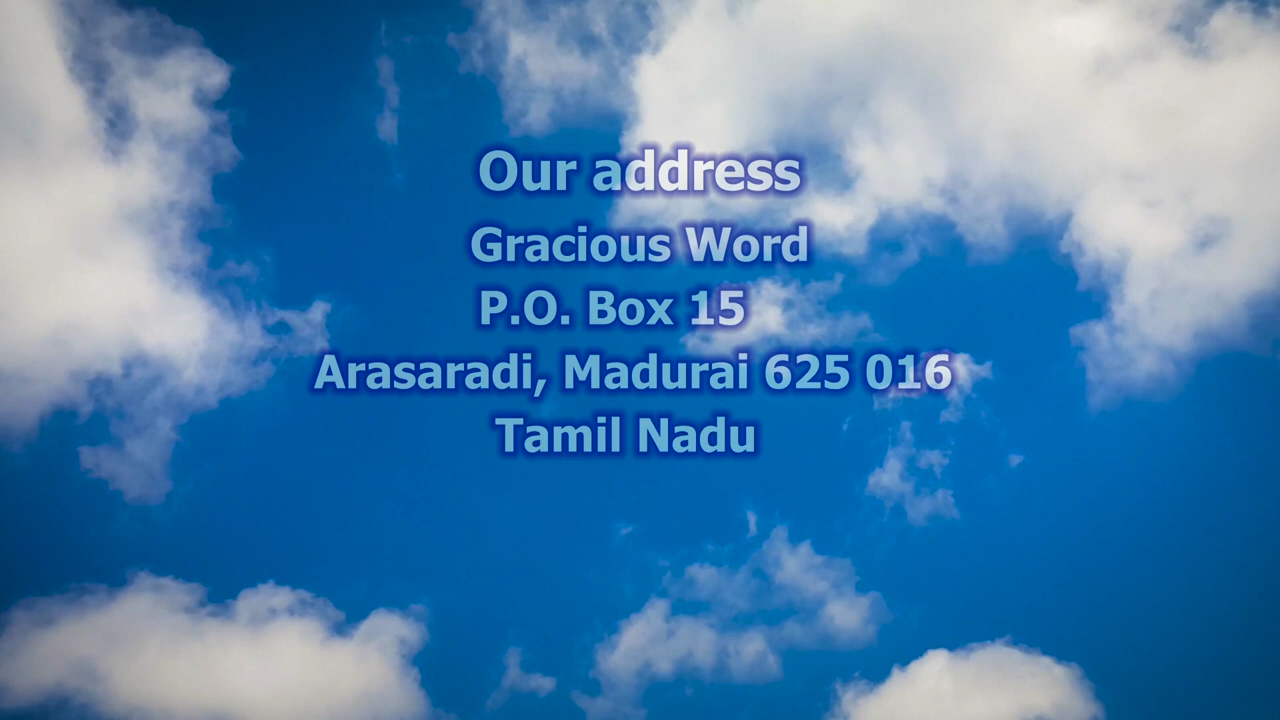 Our address
Gracious Word
P.O. Box 15
Arasaradi, Madurai 625 016
Tamil Nadu